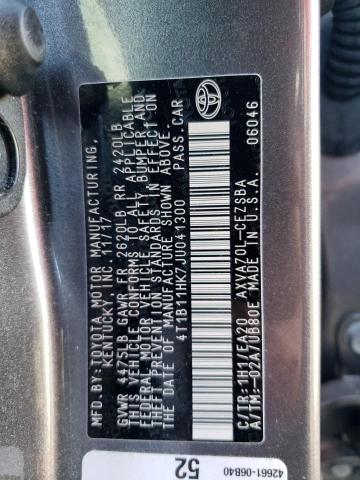 MFD. BY: TOYOTA MOTOR MANUFACTURING,
KENTUCKY, INC. 11/17
GVWR 4475LB GAWR FR 2620LB RR 2420LB
THIS VEHICLE CONFORMS TO ALL APPLICABLE
FEDERAL MOTOR VEHICLE SAFETY, BUMPER, AND
THEFT PREVENTION STANDARDS IN EFFECT ON
THE DATE OF MANUFACTURE SHOWN ABOVE.
4T1B11HK7JU041300 PASS.CAR
C/TR:1H1/EA20 AXVA70L-CEZSBA
A/TM:-02A/UB80E MADE IN U.S.A. 06046
42661-06B40
52